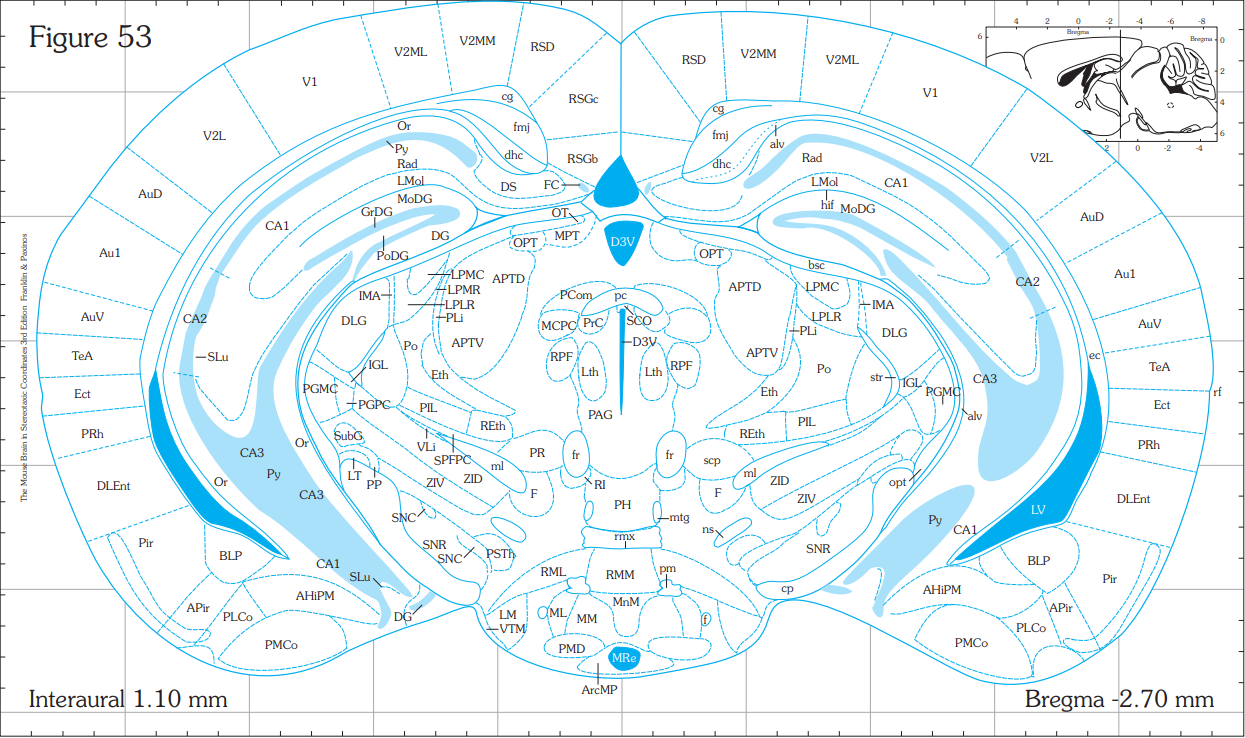 Figure 53
4 2 0 -2 -4 -6 -8
Bregma
6
Bregma
0
2
4
6
2 0 -2 -4
V2MM
V2ML
RSD
RSD
V2MM
V2ML
V1
V1
cg
RSGc
cg
fmj
fmj
Or
V2L
Py
dhc
RSGb
dhc
alv
Rad
V2L
Rad
LMol
DS
FC
LMol
CA1
AuD
MoDG
hif
MoDG
GrDG
OT
AuD
CA1
DG
OPT
MPT
D3V
Au1
PoDG
OPT
bsc
LPMC
APTD
Au1
LPMR
APTD
LPMC
CA2
IMA
LPLR
PCom
pc
IMA
AuV
CA2
DLG
PLi
MCPC
PrC
SCO
LPLR
AuV
PLi
DLG
Po
APTV
D3V
TeA
SLu
RPF
APTV
ec
IGL
Lth
Lth
RPF
Po
TeA
Eth
str
IGL
CA3
Ect
PGMC
Eth
PGMC
rf
PGPC
PIL
PAG
alv
Ect
PRh
SubG
REth
REth
PIL
PRh
Or
VLi
CA3
SPFPC
PR
fr
fr
scp
LT
PP
ml
ml
Py
Or
ZIV
ZID
RI
ZID
opt
DLEnt
CA3
F
F
ZIV
DLEnt
PH
LV
SNC
mtg
Py
ns
CA1
Pir
rmx
SNR
SNC
PSTh
SNR
BLP
BLP
CA1
RML
RMM
pm
Pir
SLu
cp
AHiPM
AHiPM
MnM
APir
DG
LM
ML
MM
f
APir
PLCo
VTM
PLCo
PMCo
PMD
MRe
PMCo
ArcMP
The Mouse Brain in Stereotaxic Coordinates 3rd Edition Franklin & Paxinos
Interaural 1.10 mm
Bregma -2.70 mm